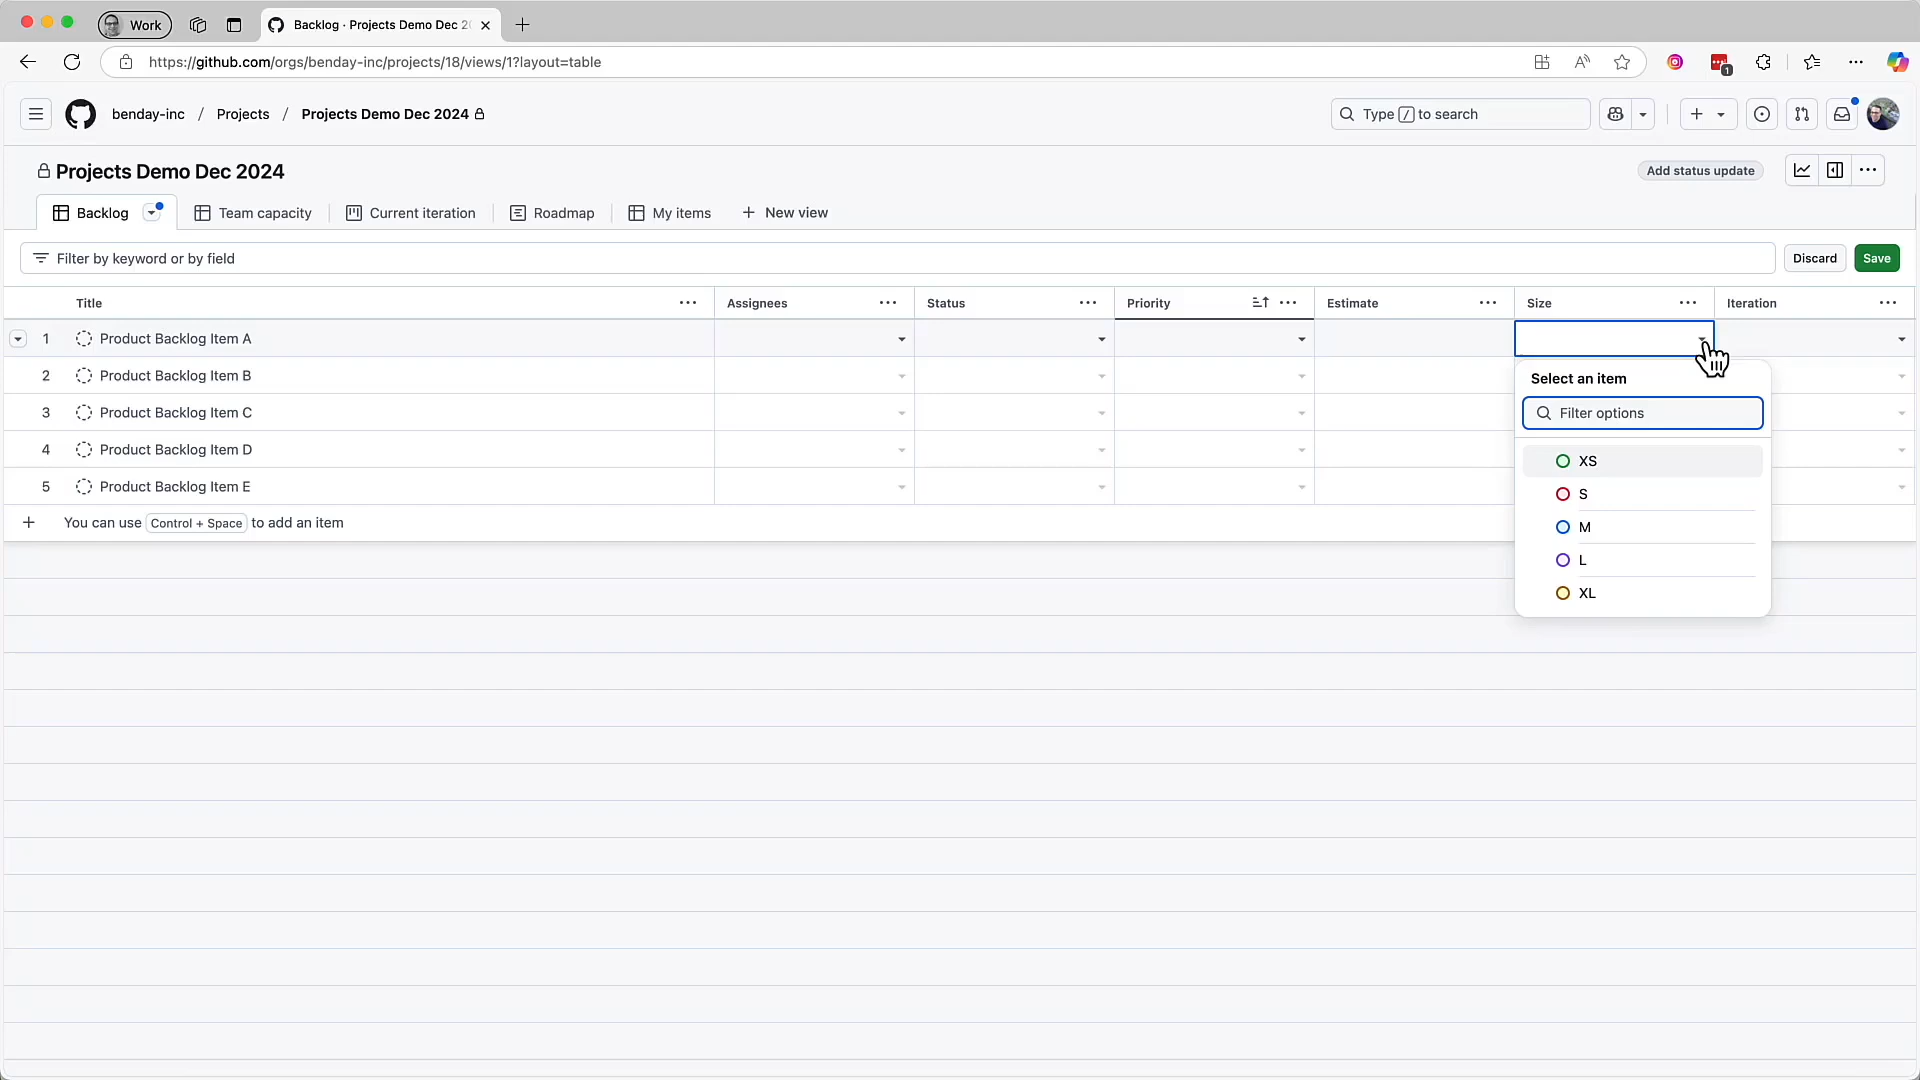 Work
Backlog · Projects Demo Dec 2
https://github.com/orgs/benday-inc/projects/18/views/1?layout=table
1
benday-inc / Projects / Projects Demo Dec 2024
Type / to search
Projects Demo Dec 2024
Add status update
Backlog
Team capacity
Current iteration
Roadmap
My items
New view
Filter by keyword or by field
Discard
Save
Title
Assignees
Status
Priority
Estimate
Size
Iteration
1 Product Backlog Item A
2 Product Backlog Item B
3 Product Backlog Item C
4 Product Backlog Item D
5 Product Backlog Item E
You can use Control + Space to add an item
Select an item
Filter options
XS
S
M
L
XL